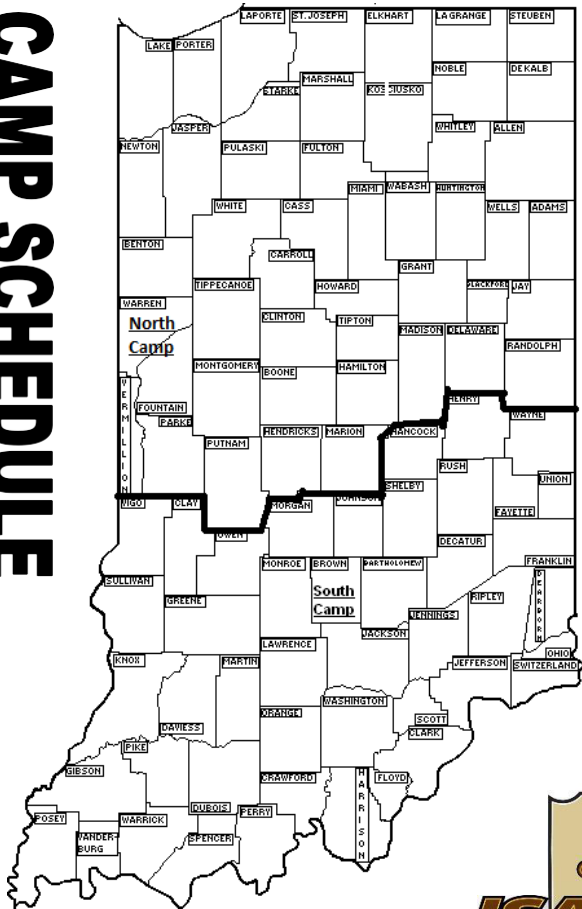 CAMP SCHEDULE
LAPORTE
ST.JOSEPH
ELKHART
LAGRANGE
STEUBEN
LAKE
PORTER
NOBLE
DE KALB
MARSHALL
STARKE
KOSCIUSKO
JASPER
WHITLEY
ALLEN
NEWTON
PULASKI
FULTON
MIAMI
WABASH
HUNTINGTON
WHITE
CASS
WELLS
ADAMS
BENTON
CARROLL
GRANT
TIPPECANOE
HOWARD
BLACKFORD
JAY
WARREN
CLINTON
TIPTON
North
Camp
MADISON
DELAWARE
RANDOLPH
MONTGOMERY
BOONE
HAMILTON
VERMILLION
HENRY
FOUNTAIN
WAYNE
PARKE
HENDRICKS
MARION
HANCOCK
PUTNAM
RUSH
UNION
SHELBY
JOHNSON
VIGO
CLAY
MORGAN
FAYETTE
OWEN
DECATUR
MONROE
BROWN
BARTHOLOMEW
FRANKLIN
SULLIVAN
South
Camp
DEARBORN
GREENE
RIPLEY
JENNINGS
JACKSON
LAWRENCE
OHIO
KNOX
MARTIN
JEFFERSON
SWITZERLAND
WASHINGTON
ORANGE
SCOTT
DAVIESS
CLARK
PIKE
GIBSON
CRAWFORD
HARRISON
FLOYD
DUBOIS
PERRY
POSEY
WARRICK
VANDER-
BURG
SPENCER